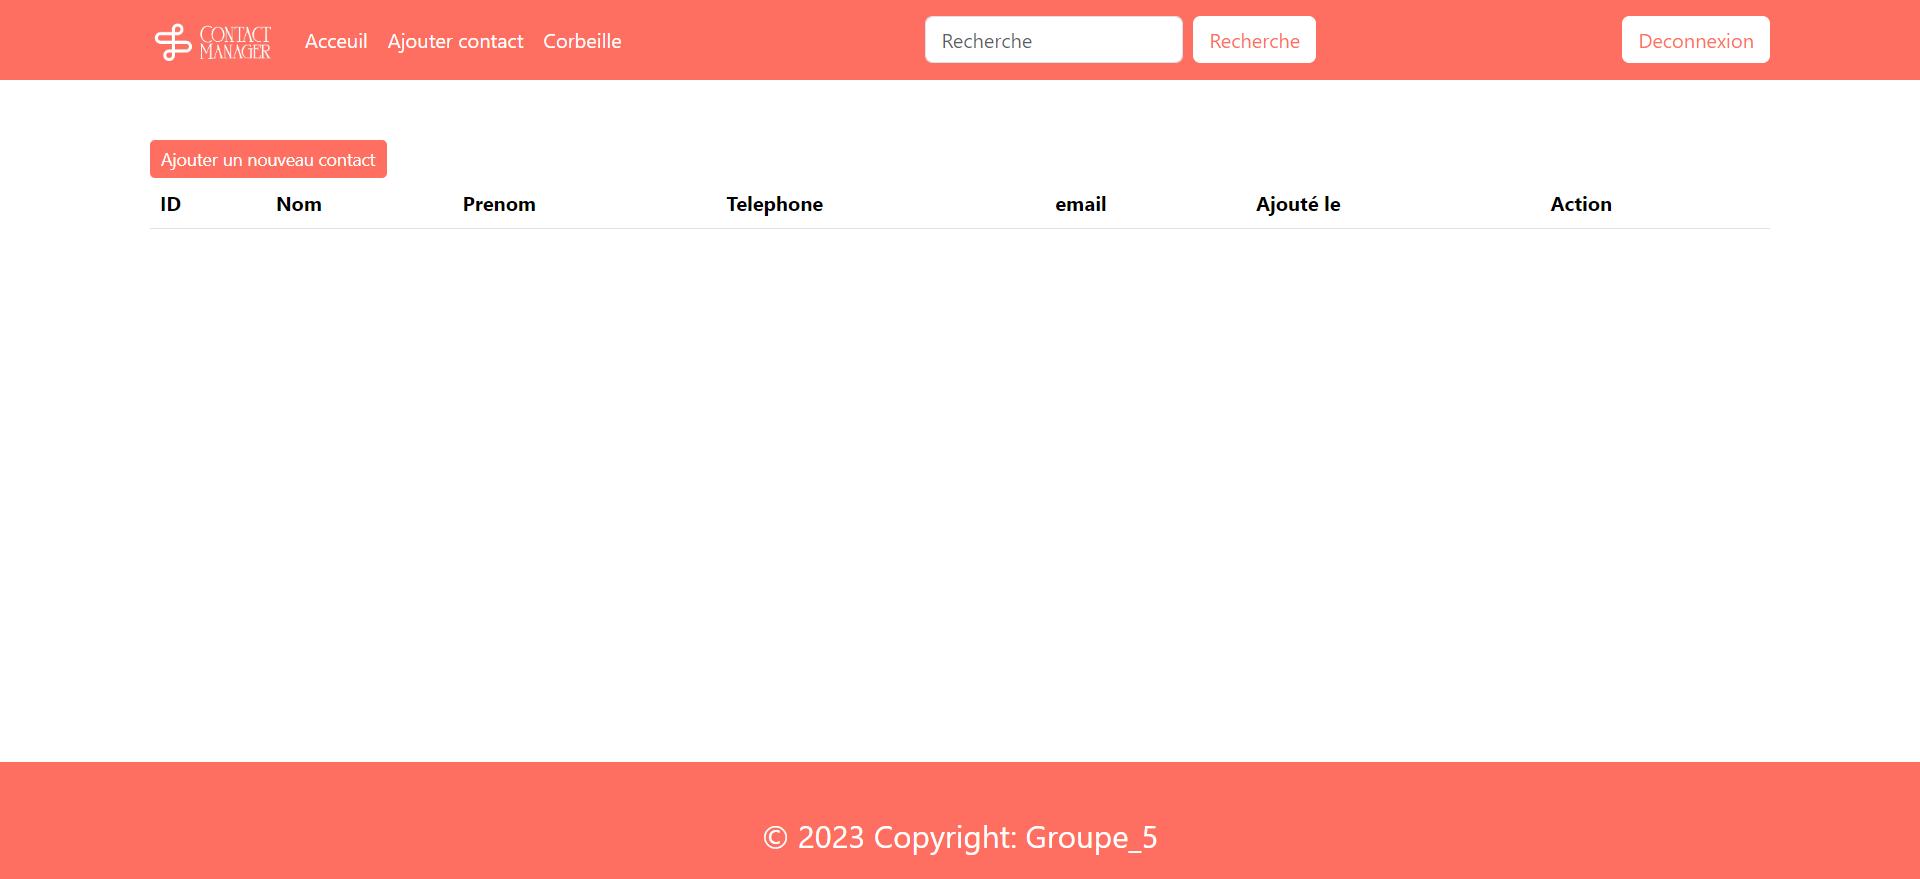 CONTACT
MANAGER
Acceuil Ajouter contact Corbeille Recherche Recherche Deconnexion
Ajouter un nouveau contact
ID Nom Prenom Telephone email Ajouté le Action
© 2023 Copyright: Groupe_5